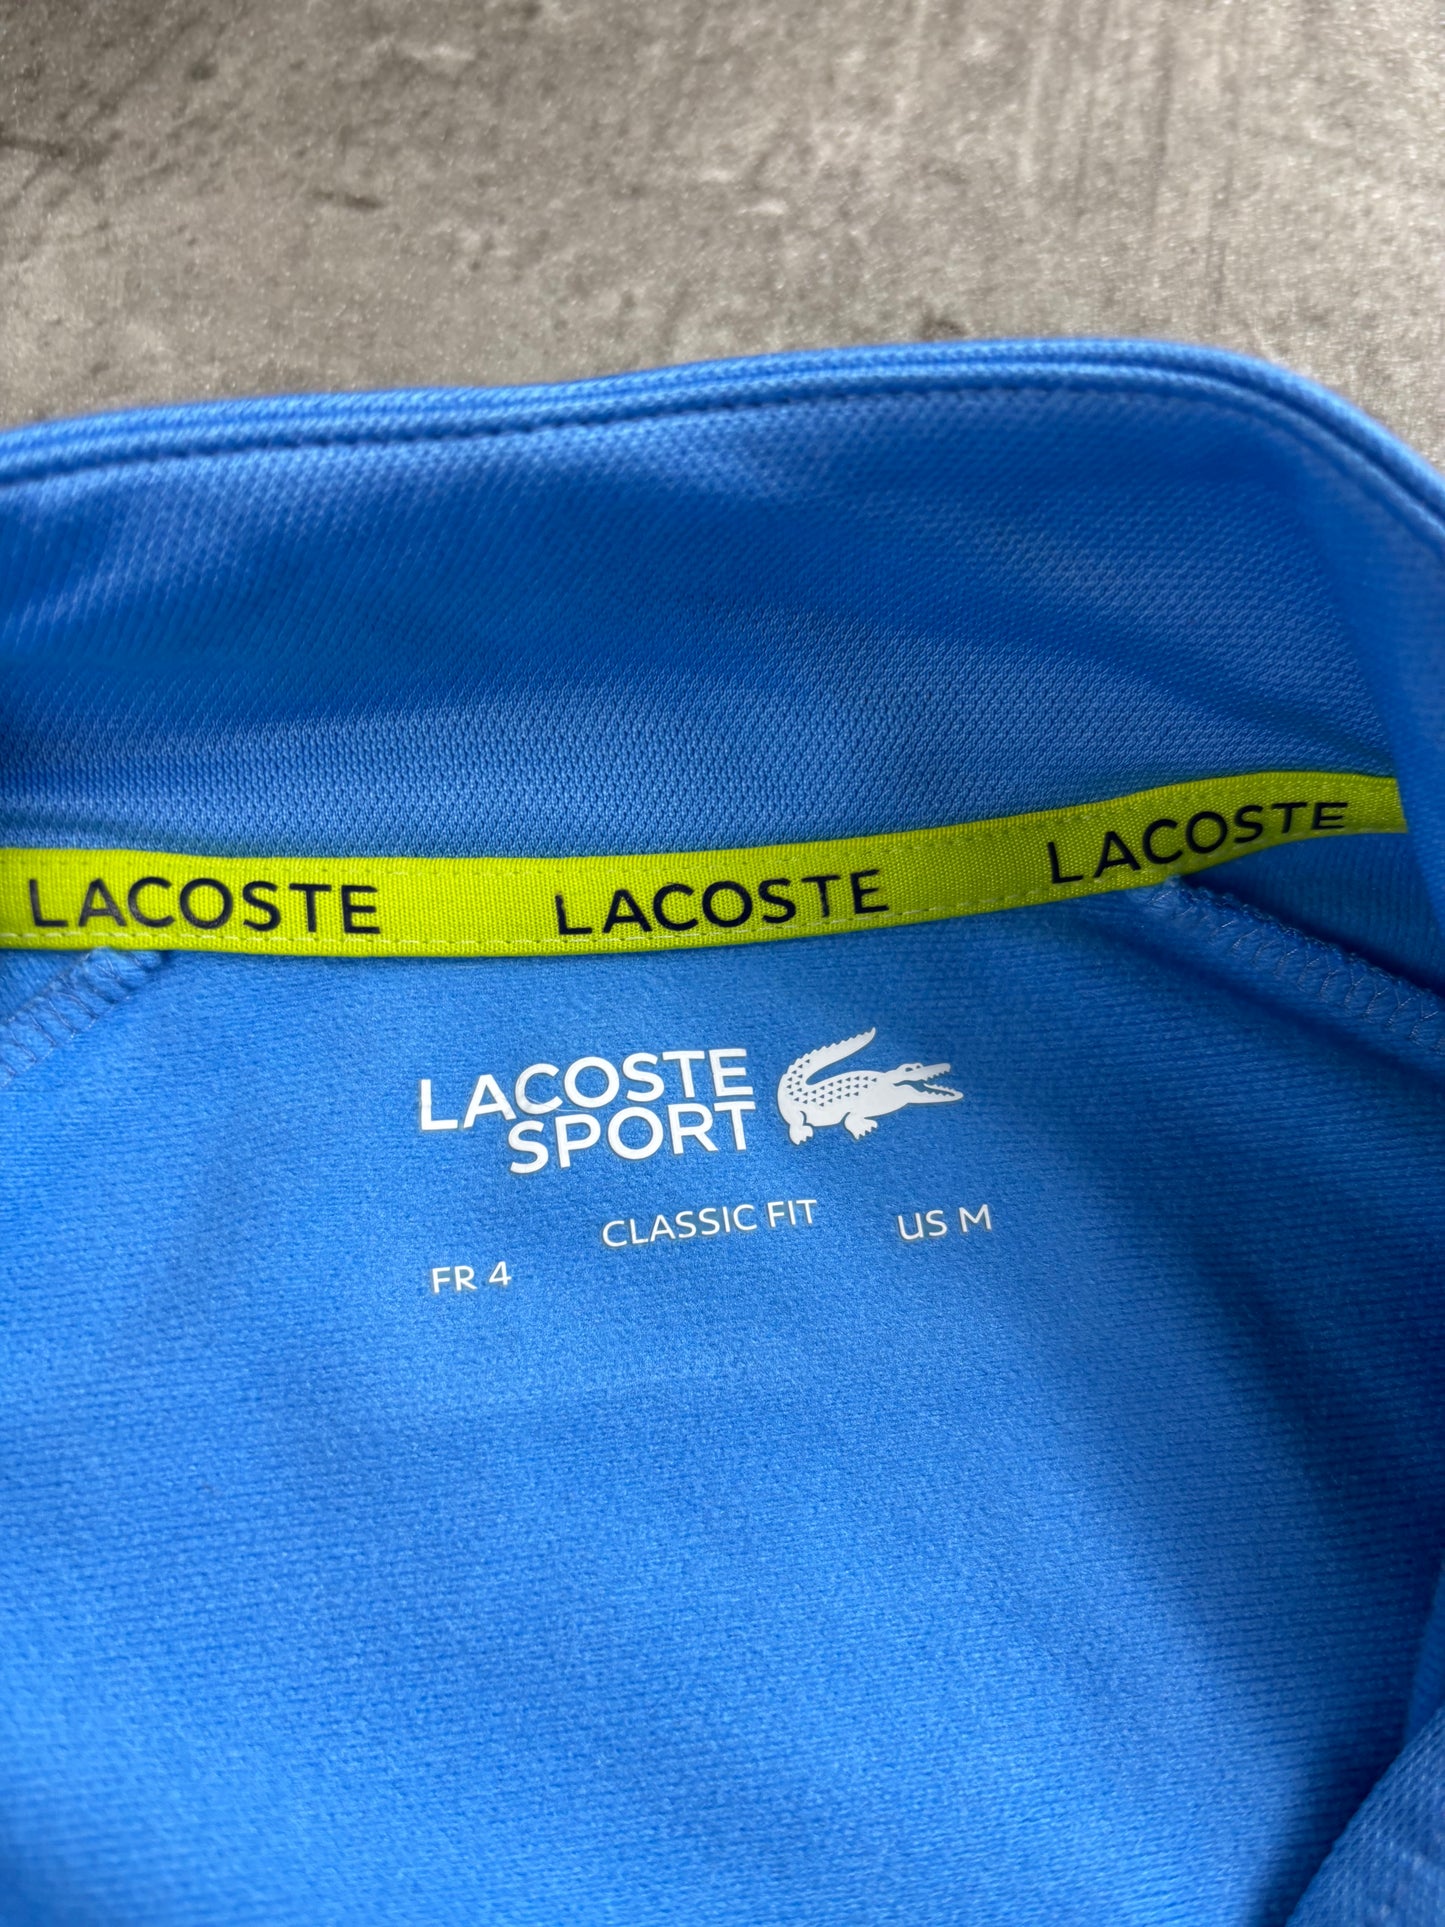 LACOSTE LACOSTE LACOSTE
LACOSTE
SPORT
CLASSIC FIT
FR 4
US M